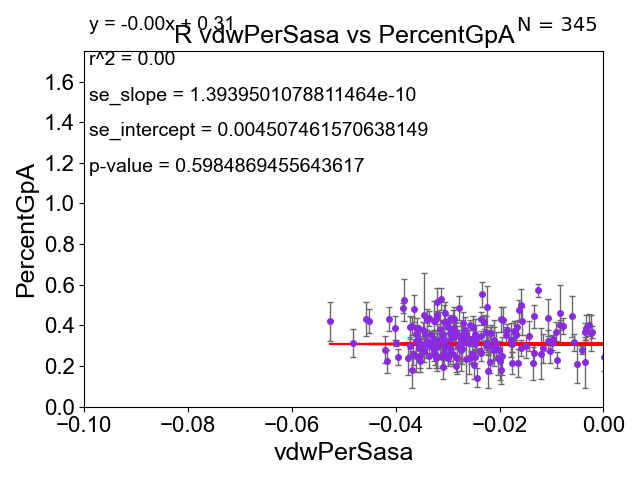 y = -0.00x + 0.31
N = 345
R vdwPerSasa vs PercentGpA
r^2 = 0.00
se_slope = 1.3939501078811464e-10
se_intercept = 0.004507461570638149
p-value = 0.5984869455643617
PercentGpA
1.6
1.4
1.2
1.0
0.8
0.6
0.4
0.2
0.0
−0.10 −0.08 −0.06 −0.04 −0.02 0.00
vdwPerSasa